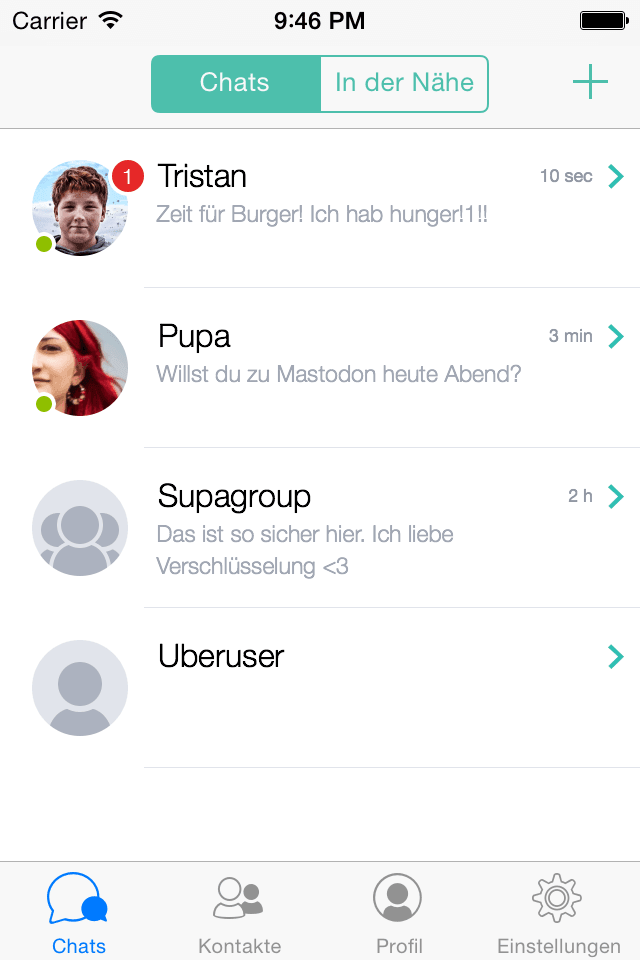 Carrier 9:46 PM
Chats In der Nähe
1 Tristan 10 sec
Zeit für Burger! Ich hab hunger!1!!
Pupa 3 min
Willst du zu Mastodon heute Abend?
Supagroup 2 h
Das ist so sicher hier. Ich liebe
Verschlüsselung <3
Uberuser
Chats Kontakte Profil Einstellungen